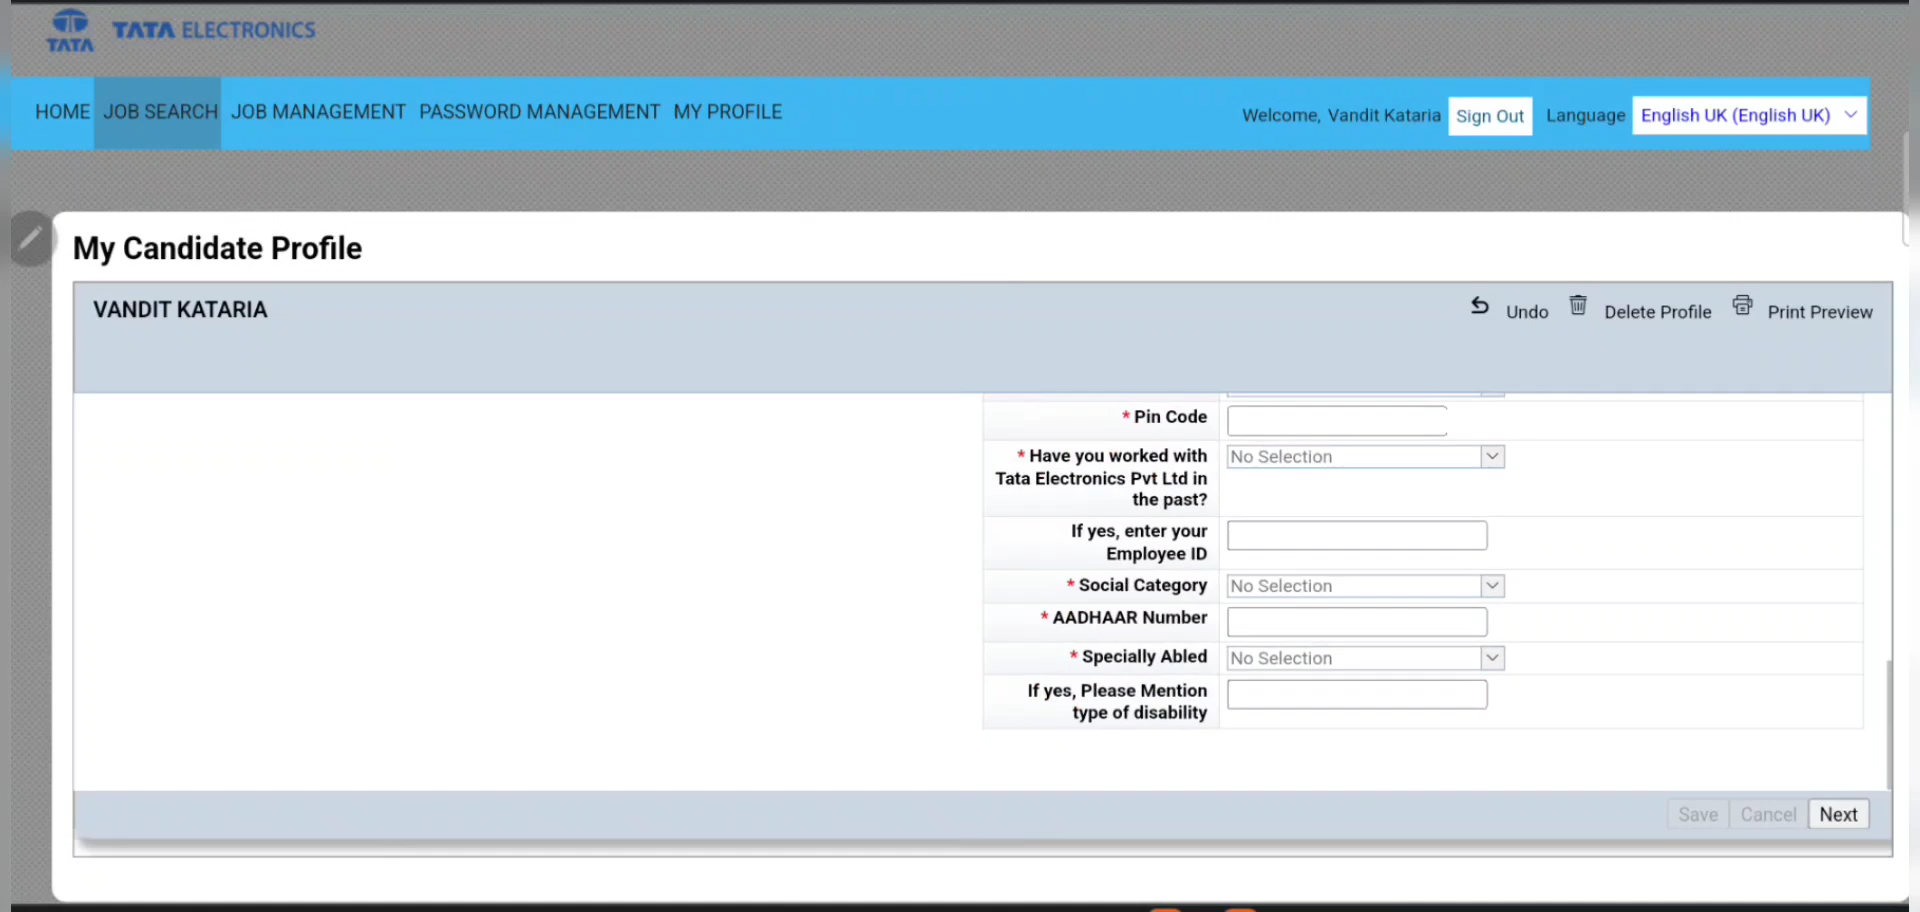 TATA
TATA ELECTRONICS
HOME JOB SEARCH JOB MANAGEMENT PASSWORD MANAGEMENT MY PROFILE
Welcome, Vandit Kataria Sign Out Language English UK (English UK)
My Candidate Profile
VANDIT KATARIA
Undo Delete Profile Print Preview
* Pin Code
* Have you worked with No Selection
Tata Electronics Pvt Ltd in
the past?
If yes, enter your
Employee ID
* Social Category No Selection
* AADHAAR Number
* Specially Abled No Selection
If yes, Please Mention
type of disability
Save Cancel Next